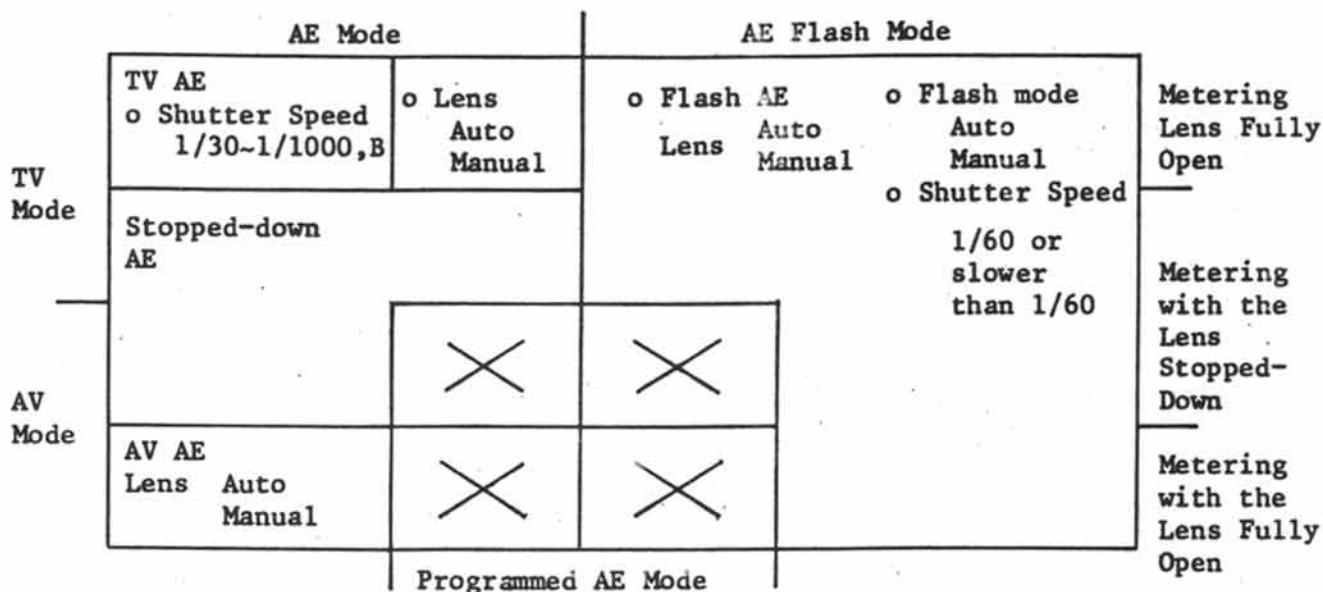 AE Mode
AE Flash Mode
TV
Mode
AV
Mode
TV AE
o Shutter Speed
1/30~1/1000,B
o Lens
Auto
Manual
o Flash AE
Lens Auto
Manual
o Flash mode
Auto
Manual
o Shutter Speed
1/60 or
slower
than 1/60
Stopped-down
AE
AV AE
Lens Auto
Manual
Metering
Lens Fully
Open
Metering
with the
Lens
Stopped-
Down
Metering
with the
Lens Fully
Open
Programmed AE Mode